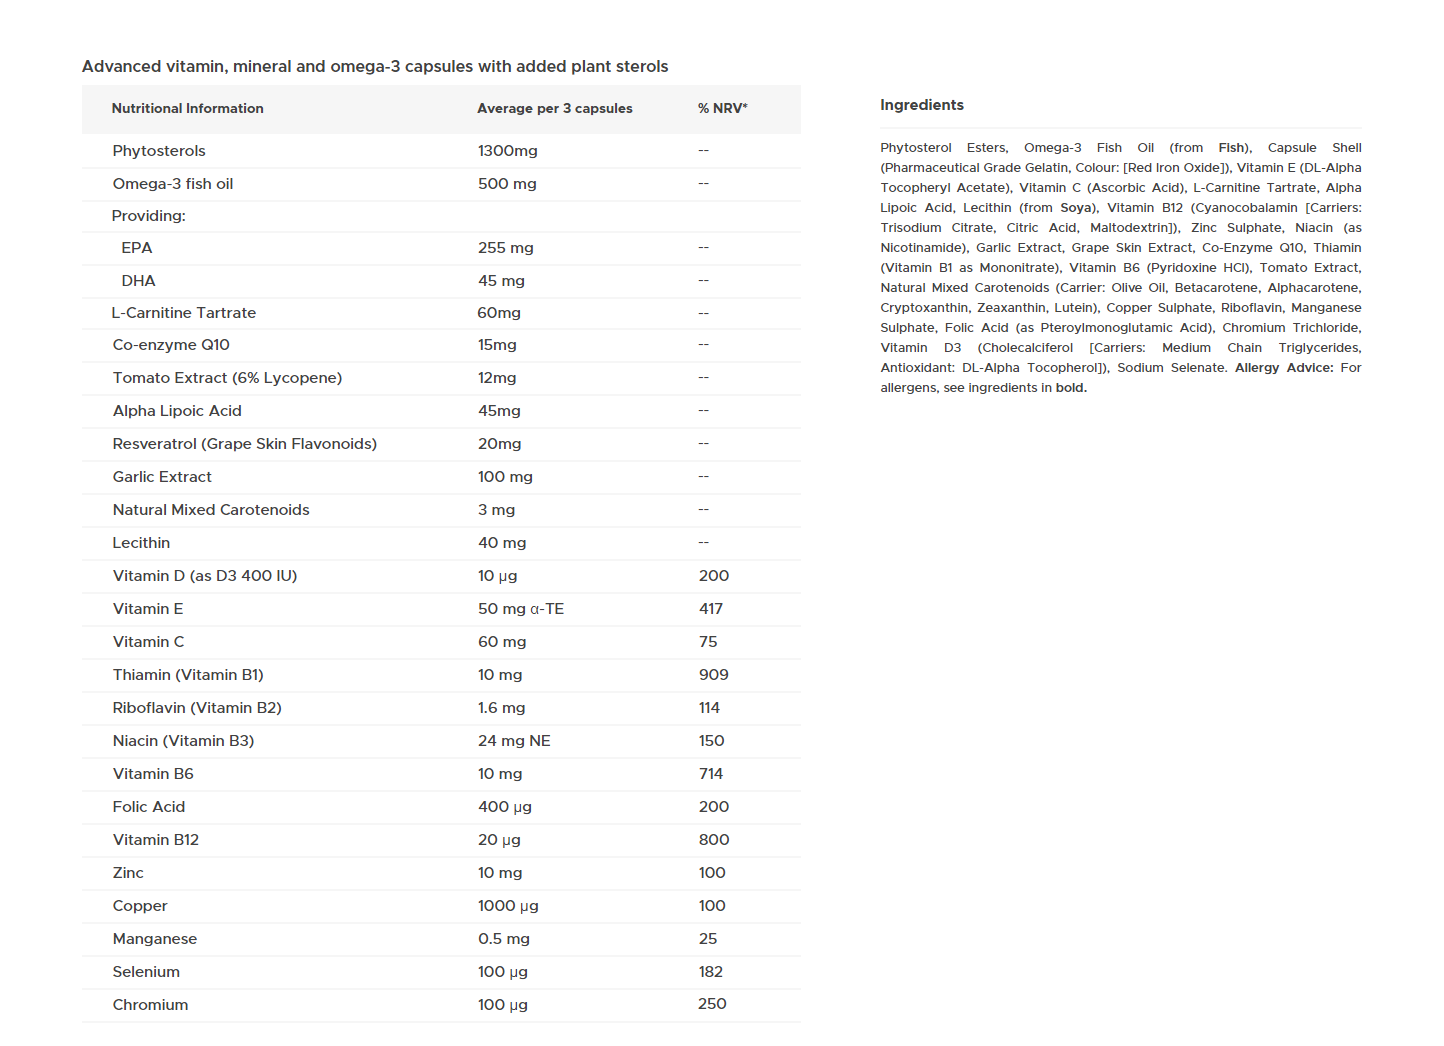 Advanced vitamin, mineral and omega-3 capsules with added plant sterols
Nutritional Information Average per 3 capsules % NRV*
Phytosterols 1300mg --
Omega-3 fish oil 500 mg --
Providing:
EPA 255 mg --
DHA 45 mg --
L-Carnitine Tartrate 60mg --
Co-enzyme Q10 15mg --
Tomato Extract (6% Lycopene) 12mg --
Alpha Lipoic Acid 45mg --
Resveratrol (Grape Skin Flavonoids) 20mg --
Garlic Extract 100 mg --
Natural Mixed Carotenoids 3 mg --
Lecithin 40 mg --
Vitamin D (as D3 400 IU) 10 µg 200
Vitamin E 50 mg α-TE 417
Vitamin C 60 mg 75
Thiamin (Vitamin B1) 10 mg 909
Riboflavin (Vitamin B2) 1.6 mg 114
Niacin (Vitamin B3) 24 mg NE 150
Vitamin B6 10 mg 714
Folic Acid 400 µg 200
Vitamin B12 20 µg 800
Zinc 10 mg 100
Copper 1000 µg 100
Manganese 0.5 mg 25
Selenium 100 µg 182
Chromium 100 µg 250
Ingredients
Phytosterol Esters, Omega-3 Fish Oil (from Fish), Capsule Shell
(Pharmaceutical Grade Gelatin, Colour: [Red Iron Oxide]), Vitamin E (DL-Alpha
Tocopheryl Acetate), Vitamin C (Ascorbic Acid), L-Carnitine Tartrate, Alpha
Lipoic Acid, Lecithin (from Soya), Vitamin B12 (Cyanocobalamin [Carriers:
Trisodium Citrate, Citric Acid, Maltodextrin]), Zinc Sulphate, Niacin (as
Nicotinamide), Garlic Extract, Grape Skin Extract, Co-Enzyme Q10, Thiamin
(Vitamin B1 as Mononitrate), Vitamin B6 (Pyridoxine HCl), Tomato Extract,
Natural Mixed Carotenoids (Carrier: Olive Oil, Betacarotene, Alphacarotene,
Cryptoxanthin, Zeaxanthin, Lutein), Copper Sulphate, Riboflavin, Manganese
Sulphate, Folic Acid (as Pteroylmonoglutamic Acid), Chromium Trichloride,
Vitamin D3 (Cholecalciferol [Carriers: Medium Chain Triglycerides,
Antioxidant: DL-Alpha Tocopherol]), Sodium Selenate. Allergy Advice: For
allergens, see ingredients in bold.